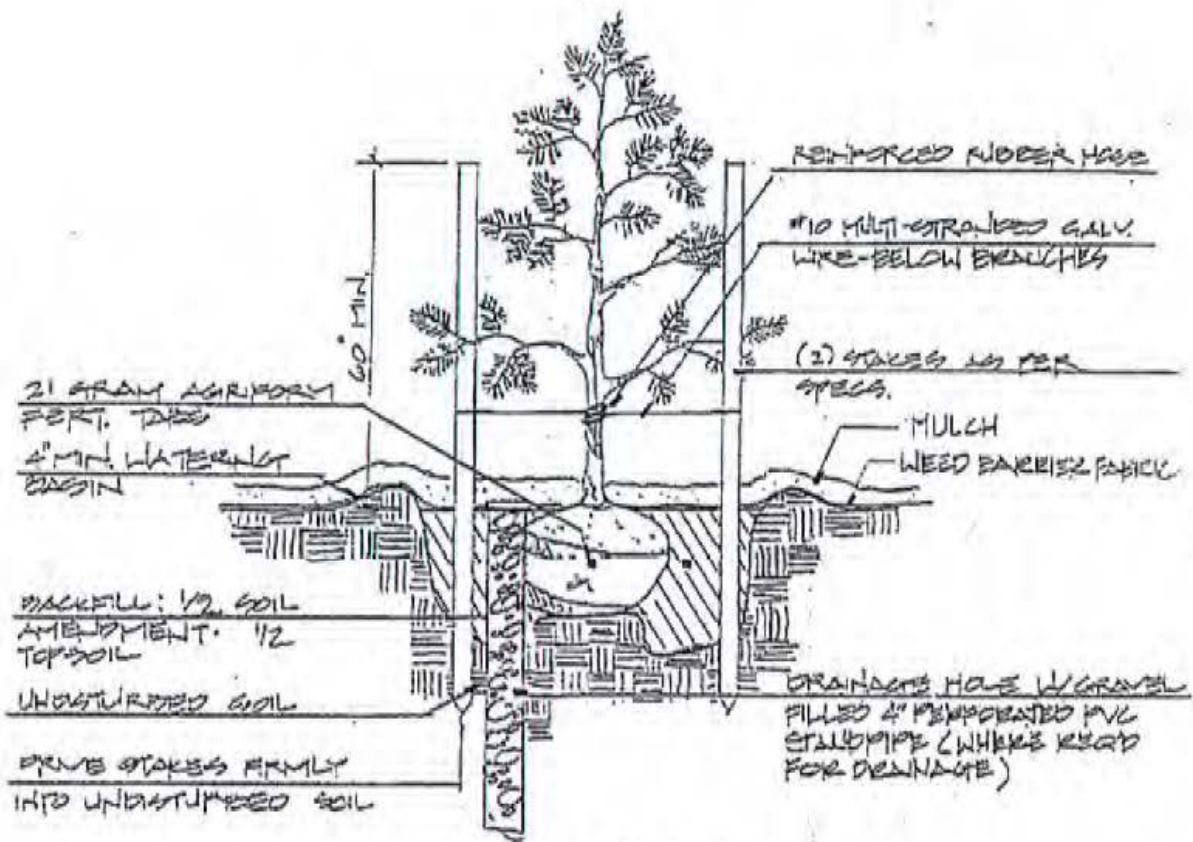 REINFORCED RUBBER HOSE
#10 MULTI-STRANDED GALV.
WIRE-BELOW BRANCHES
(2) STAKES AS PER
SPECS.
MULCH
WEED BARRIER FABRIC
60" MIN.
21 GRAM AGRIFORM
FERT. TABS
4" MIN. WATERING
BASIN
BACKFILL: 1/2 SOIL
AMENDMENT. 1/2
TOPSOIL
UNDISTURBED SOIL
DRIVE STAKES FIRMLY
INTO UNDISTURBED SOIL
DRAINAGE HOLE W/GRAVEL
FILLED 4" PERFORATED PVC
STANDPIPE (WHERE REQ'D
FOR DRAINAGE)